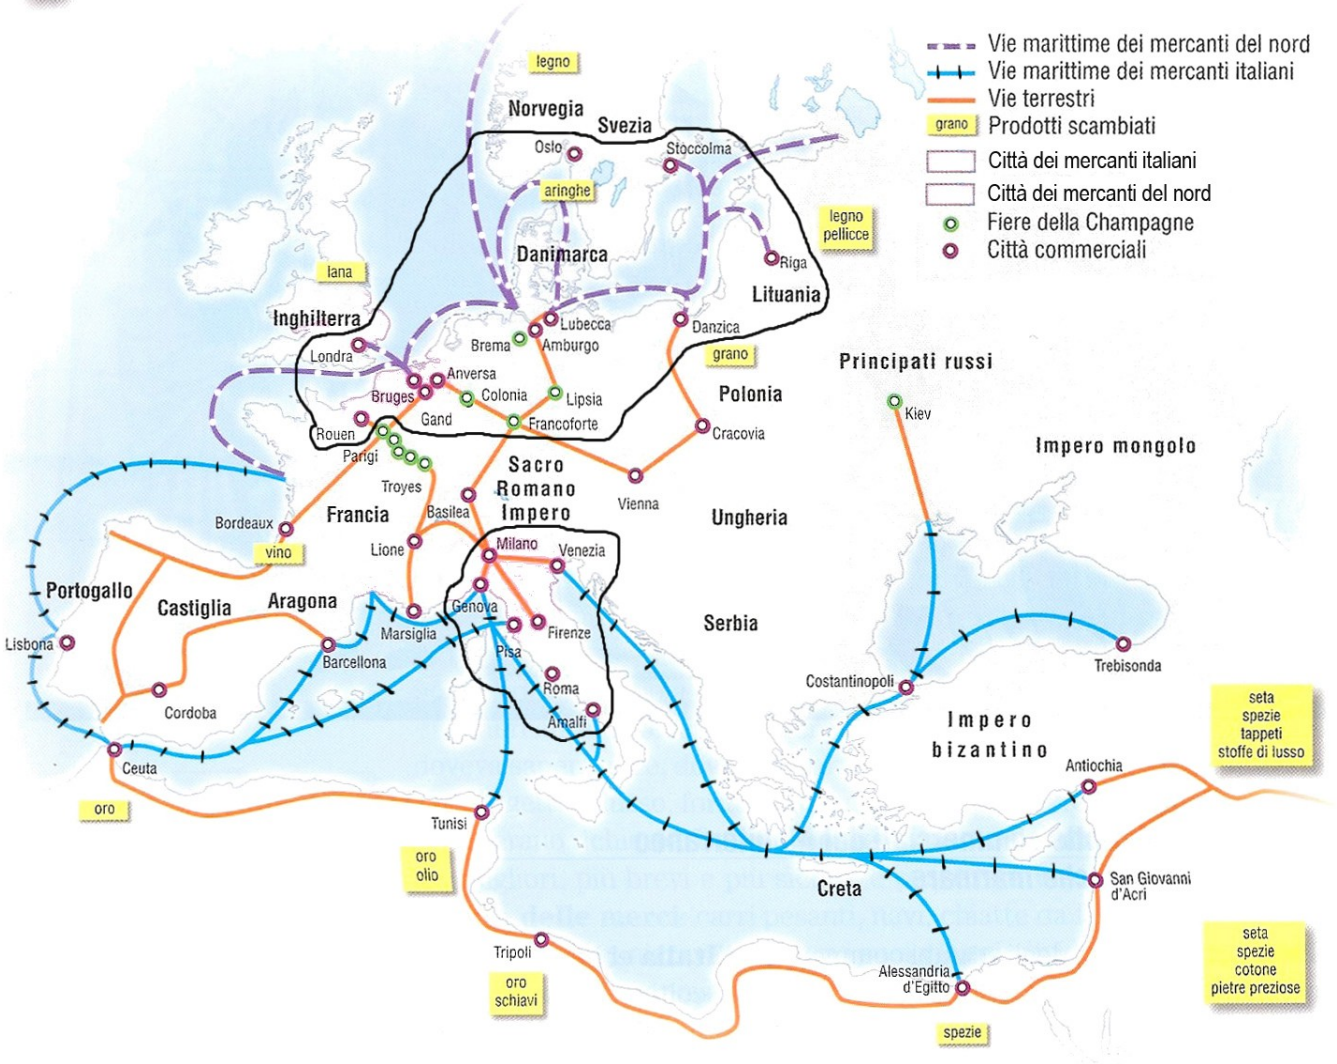 Vie marittime dei mercanti del nord
Vie marittime dei mercanti italiani
Vie terrestri
grano Prodotti scambiati
Città dei mercanti italiani
Città dei mercanti del nord
Fiere della Champagne
Città commerciali
legno
Norvegia
Svezia
Oslo
Stoccolma
aringhe
legno
pellicce
Danimarca
lana
Riga
Lituania
Inghilterra
Londra
Lubecca
Danzica
Brema
Amburgo
grano
Principati russi
Anversa
Bruges
Colonia
Lipsia
Polonia
Kiev
Gand
Francoforte
Rouen
Cracovia
Parigi
Impero mongolo
Troyes
Sacro
Romano
Impero
Vienna
Basilea
Francia
Ungheria
Bordeaux
vino
Lione
Milano
Venezia
Portogallo
Castiglia
Aragona
Genova
Marsiglia
Firenze
Serbia
Lisbona
Barcellona
Pisa
Trebisonda
Roma
Costantinopoli
Cordoba
Amalfi
Impero
bizantino
seta
spezie
tappeti
stoffe di lusso
Ceuta
Antiochia
oro
Tunisi
oro
olio
Creta
San Giovanni
d'Acri
Tripoli
seta
spezie
cotone
pietre preziose
Alessandria
d'Egitto
oro
schiavi
spezie